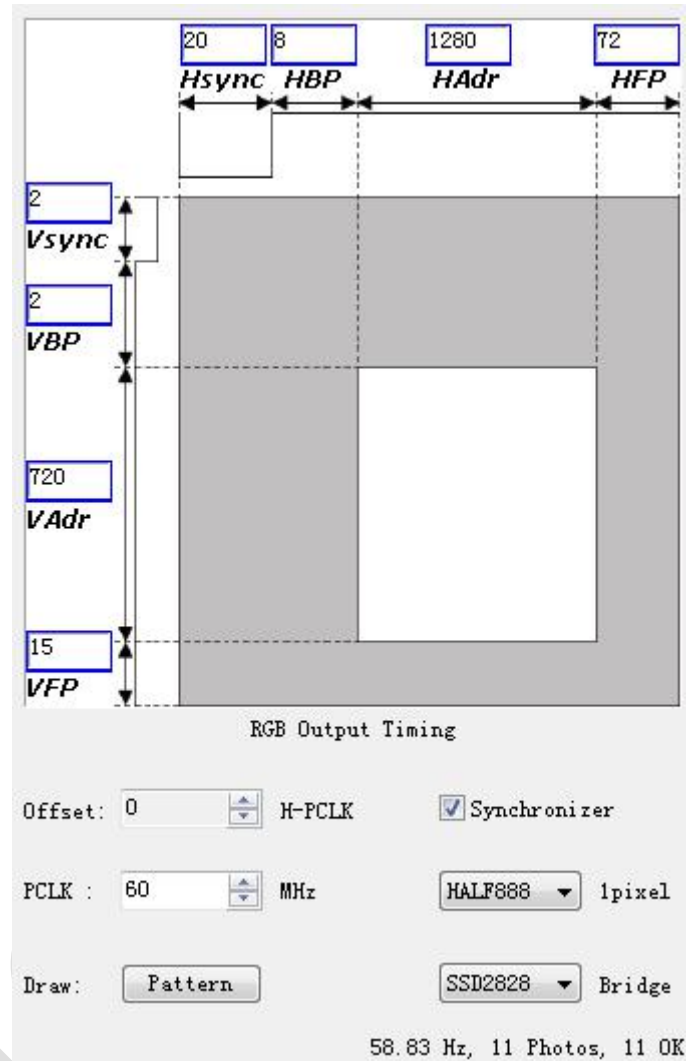 20 8 1280 72
Hsync HBP HAdr HFP
2
Vsync
2
VBP
720
VAdr
15
VFP
RGB Output Timing
Offset: 0 H-PCLK Synchronizer
PCLK : 60 MHz HALF888 1pixel
Draw: Pattern SSD2828 Bridge
58.83 Hz, 11 Photos, 11 OK